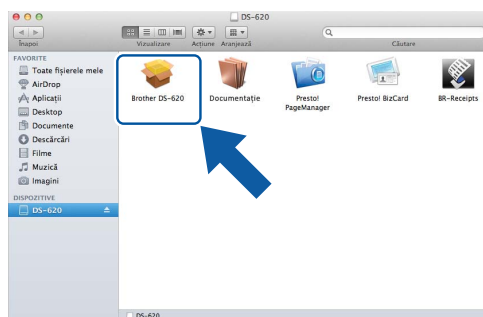 DS-620
Înapoi
Vizualizare
Acțiune
Aranjează
Căutare
FAVORITE
Toate fișierele mele
AirDrop
Aplicații
Desktop
Documente
Descărcări
Filme
Muzică
Imagini
DISPOZITIVE
DS-620
Brother DS-620
Documentație
Presto!
PageManager
Presto! BizCard
BR-Receipts
DS-620